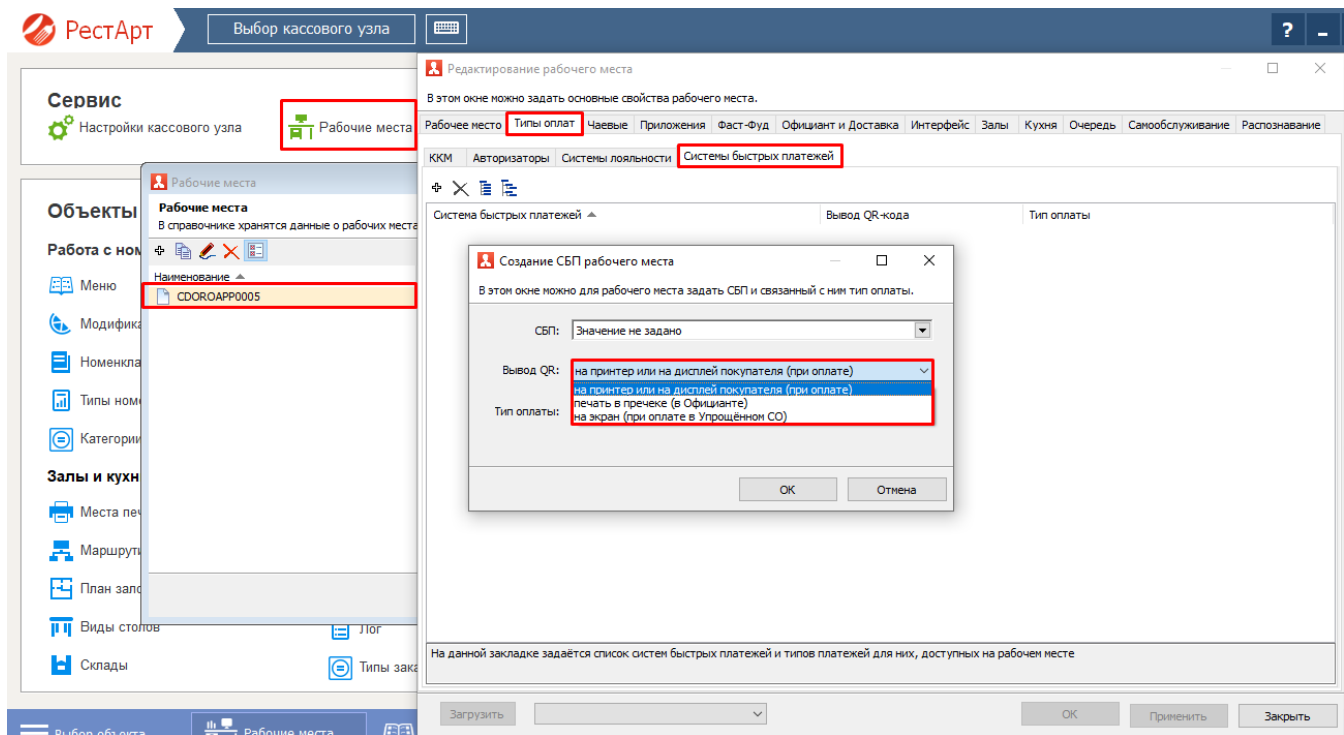 РестАрт
Выбор кассового узла
?
Сервис
Настройки кассового узла
Рабочие места
Объекты
Работа с ном
Меню
Модифика
Номенкла
Типы номе
Категории
Залы и кухн
Места печ
Маршрути
План зало
Виды столов
Лог
Склады
Типы зака
Выбор объекта
Рабочие места
Рабочие места
Рабочие места
В справочнике хранятся данные о рабочих места
Наименование
CDOROAPP0005
Редактирование рабочего места
В этом окне можно задать основные свойства рабочего места.
Рабочее место Типы оплат Чаевые Приложения Фаст-Фуд Официант и Доставка Интерфейс Залы Кухня Очередь Самообслуживание Распознавание
ККМ Авторизаторы Системы лояльности Системы быстрых платежей
Система быстрых платежей Вывод QR-кода Тип оплаты
Создание СБП рабочего места
В этом окне можно для рабочего места задать СБП и связанный с ним тип оплаты.
СБП: Значение не задано
Вывод QR: на принтер или на дисплей покупателя (при оплате)
на принтер или на дисплей покупателя (при оплате)
печать в пречеке (в Официанте)
Тип оплаты:
на экран (при оплате в Упрощённом СО)
ОК Отмена
На данной закладке задаётся список систем быстрых платежей и типов платежей для них, доступных на рабочем месте
Загрузить ОК Применить Закрыть